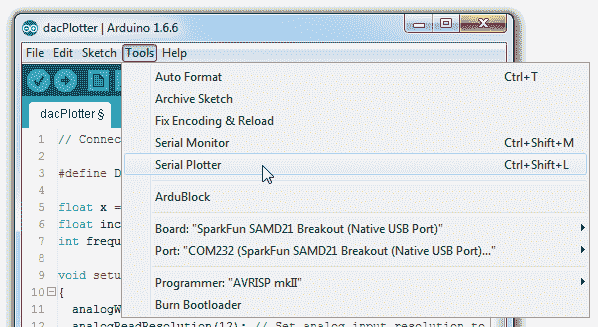 dacPlotter | Arduino 1.6.6
File Edit Sketch Tools Help
Auto Format Ctrl+T
Archive Sketch
Fix Encoding & Reload
Serial Monitor Ctrl+Shift+M
Serial Plotter Ctrl+Shift+L
ArduBlock
Board: "SparkFun SAMD21 Breakout (Native USB Port)"
Port: "COM232 (SparkFun SAMD21 Breakout (Native USB Port)..."
Programmer: "AVRISP mkII"
Burn Bootloader
dacPlotter §
1 // Connec
2
3 #define D
4
5 float x =
6 float inc
7 int frequ
8
9 void setu
10 {
11 analogW
12 analogReadResolution(12); // Set analog input resolution to